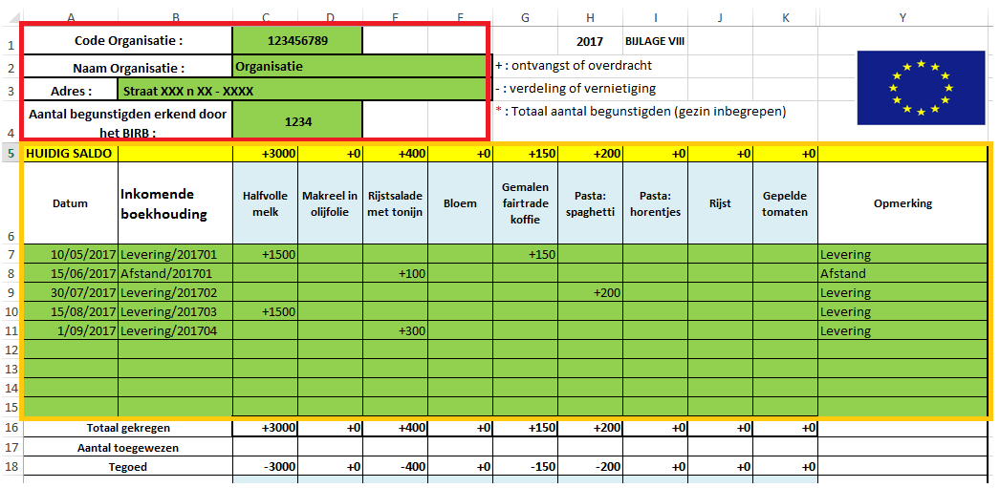 A B C D E F G H I J K Y
1 Code Organisatie : 123456789 2017 BIJLAGE VIII
2 Naam Organisatie : Organisatie + : ontvangst of overdracht
3 Adres : Straat XXX n XX - XXXX - : verdeling of vernietiging
4 Aantal begunstigden erkend door het BIRB : 1234 * : Totaal aantal begunstigden (gezin inbegrepen)
5 HUIDIG SALDO +3000 +0 +400 +0 +150 +200 +0 +0 +0
6 Datum Inkomende boekhouding Halfvolle melk Makreel in olijfolie Rijstsalade met tonijn Bloem Gemalen fairtrade koffie Pasta: spaghetti Pasta: horentjes Rijst Gepelde tomaten Opmerking
7 10/05/2017 Levering/201701 +1500 +150 Levering
8 15/06/2017 Afstand/201701 +100 Afstand
9 30/07/2017 Levering/201702 +200 Levering
10 15/08/2017 Levering/201703 +1500 Levering
11 1/09/2017 Levering/201704 +300 Levering
12
13
14
15
16 Totaal gekregen +3000 +0 +400 +0 +150 +200 +0 +0 +0
17 Aantal toegewezen
18 Tegoed -3000 +0 -400 +0 -150 -200 +0 +0 +0